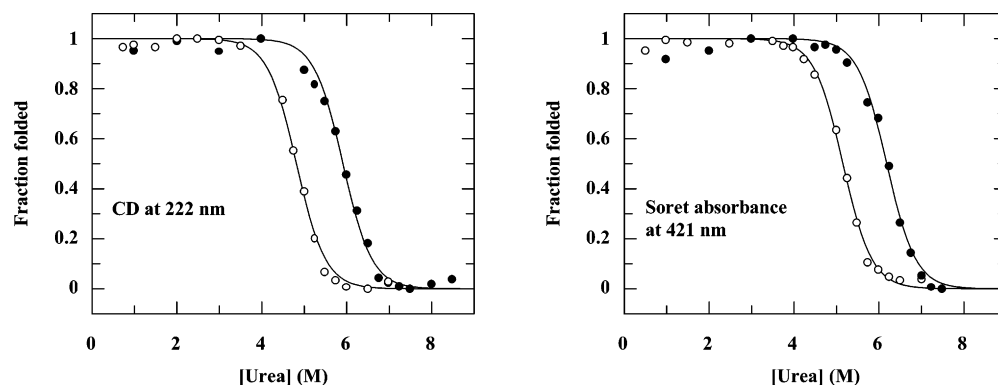 1
0.8
0.6
0.4
0.2
0
Fraction folded
CD at 222 nm
0 2 4 6 8
[Urea] (M)
1
0.8
0.6
0.4
0.2
0
Fraction folded
Soret absorbance
at 421 nm
0 2 4 6 8
[Urea] (M)